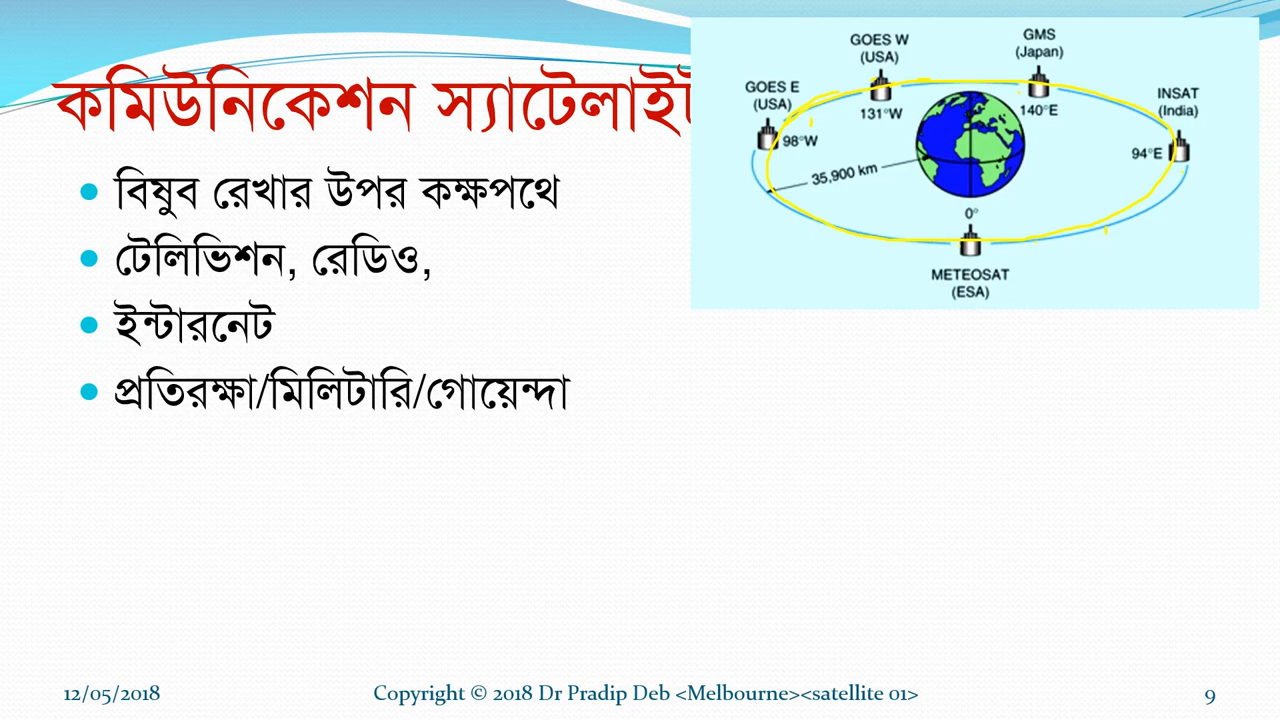 কমিউনিকেশন স্যাটেলাইট
বিষুব রেখার উপর কক্ষপথে
টেলিভিশন, রেডিও,
ইন্টারনেট
প্রতিরক্ষা/মিলিটারি/গোয়েন্দা
GOES W
(USA)
GMS
(Japan)
GOES E
(USA)
INSAT
(India)
131°W
140°E
98°W
94°E
35,900 km
0°
METEOSAT
(ESA)
12/05/2018
Copyright © 2018 Dr Pradip Deb <Melbourne><satellite 01>
9